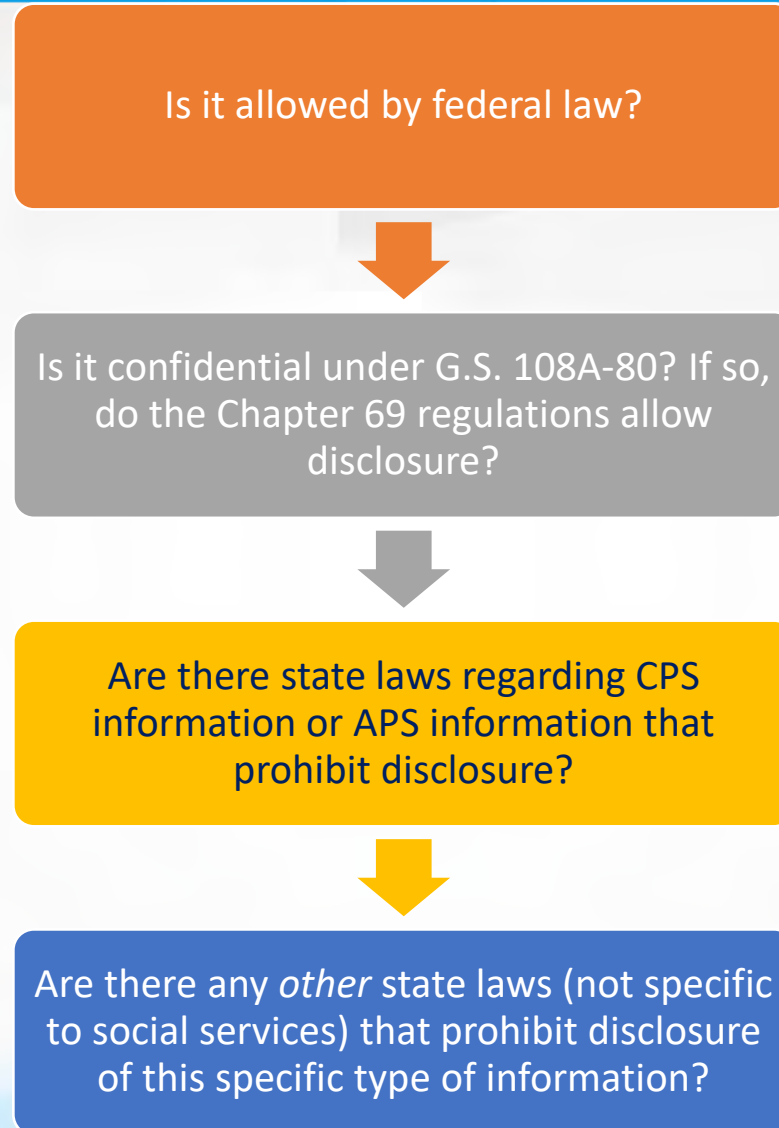 Is it allowed by federal law?
Is it confidential under G.S. 108A-80? If so,
do the Chapter 69 regulations allow
disclosure?
Are there state laws regarding CPS
information or APS information that
prohibit disclosure?
Are there any other state laws (not specific
to social services) that prohibit disclosure
of this specific type of information?